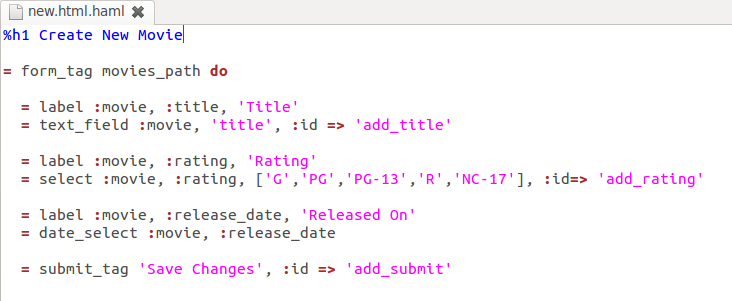 new.html.haml
%h1 Create New Movie
= form_tag movies_path do
= label :movie, :title, 'Title'
= text_field :movie, 'title', :id => 'add_title'
= label :movie, :rating, 'Rating'
= select :movie, :rating, ['G','PG','PG-13','R','NC-17'], :id=> 'add_rating'
= label :movie, :release_date, 'Released On'
= date_select :movie, :release_date
= submit_tag 'Save Changes', :id => 'add_submit'